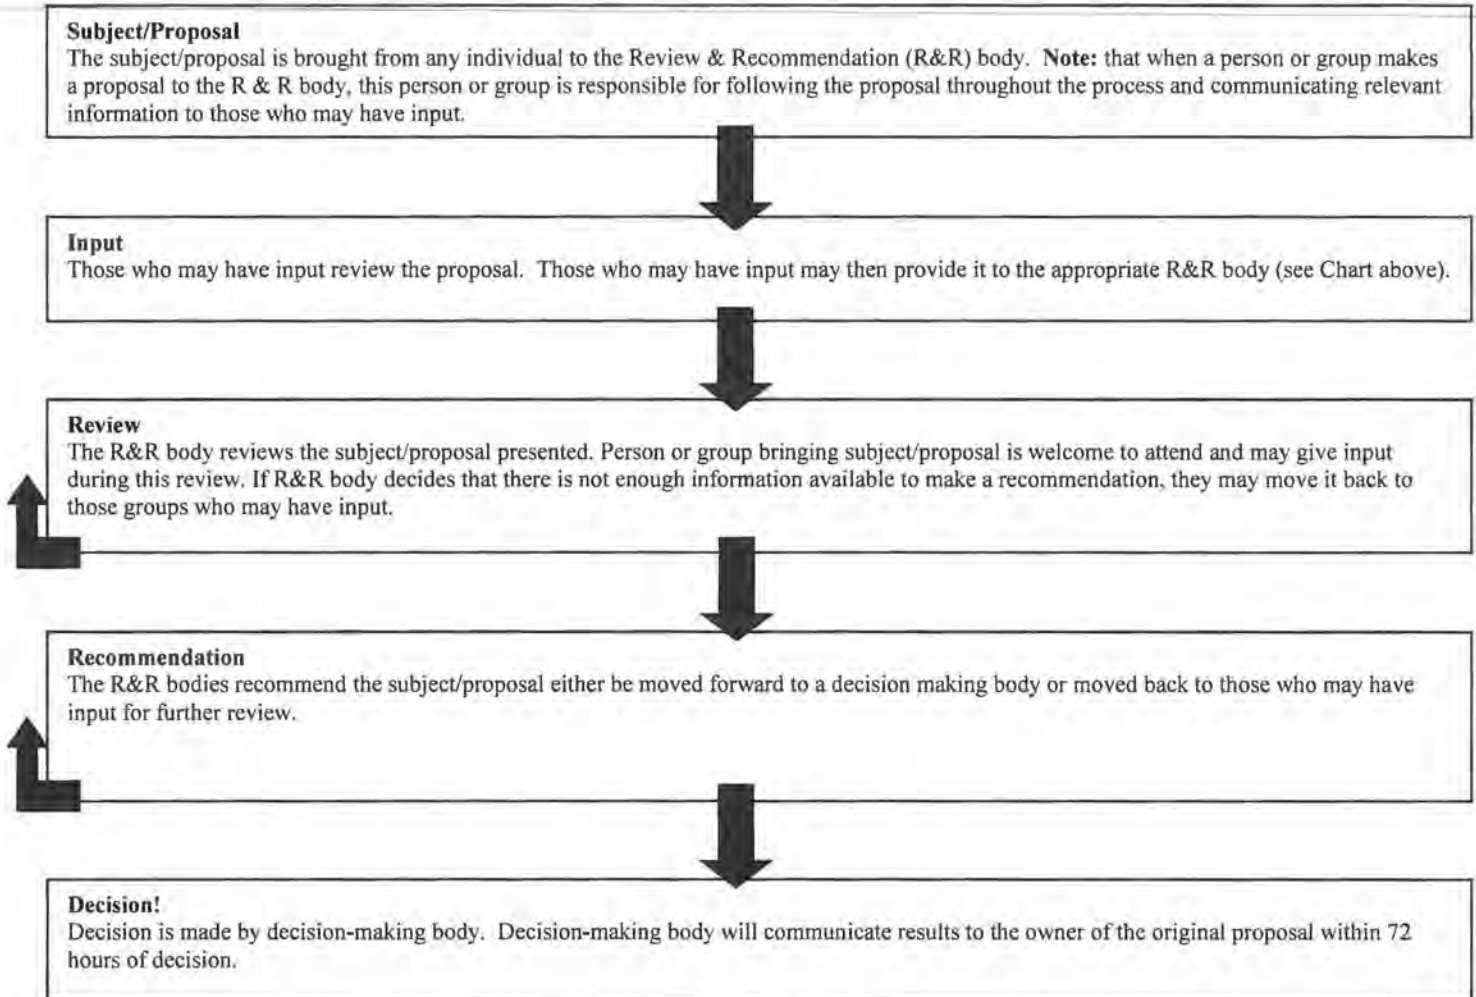 Subject/Proposal
The subject/proposal is brought from any individual to the Review & Recommendation (R&R) body.  Note: that when a person or group makes
a proposal to the R & R body, this person or group is responsible for following the proposal throughout the process and communicating relevant
information to those who may have input.
Input
Those who may have input review the proposal.  Those who may have input may then provide it to the appropriate R&R body (see Chart above).
Review
The R&R body reviews the subject/proposal presented. Person or group bringing subject/proposal is welcome to attend and may give input
during this review. If R&R body decides that there is not enough information available to make a recommendation, they may move it back to
those groups who may have input.
Recommendation
The R&R bodies recommend the subject/proposal either be moved forward to a decision making body or moved back to those who may have
input for further review.
Decision!
Decision is made by decision-making body.  Decision-making body will communicate results to the owner of the original proposal within 72
hours of decision.